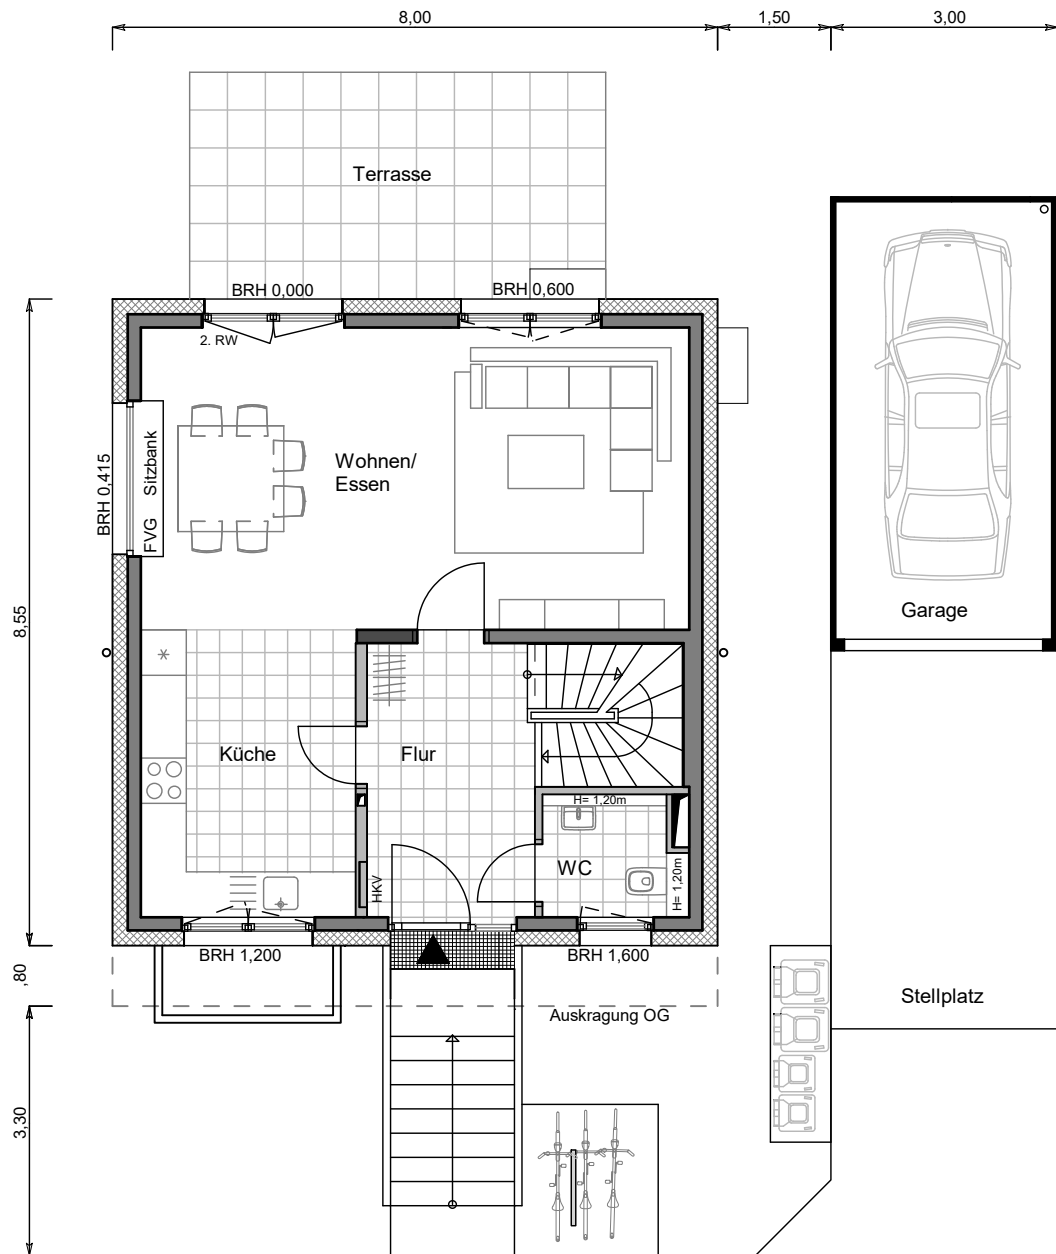 8,00
1,50
3,00
Terrasse
BRH 0,000
BRH 0,600
2. RW
BRH 0,415
FVG Sitzbank
Wohnen/
Essen
8,55
Garage
Küche
Flur
H= 1,20m
WC
H= 1,20m
HKV
BRH 1,200
BRH 1,600
,80
Auskragung OG
Stellplatz
3,30